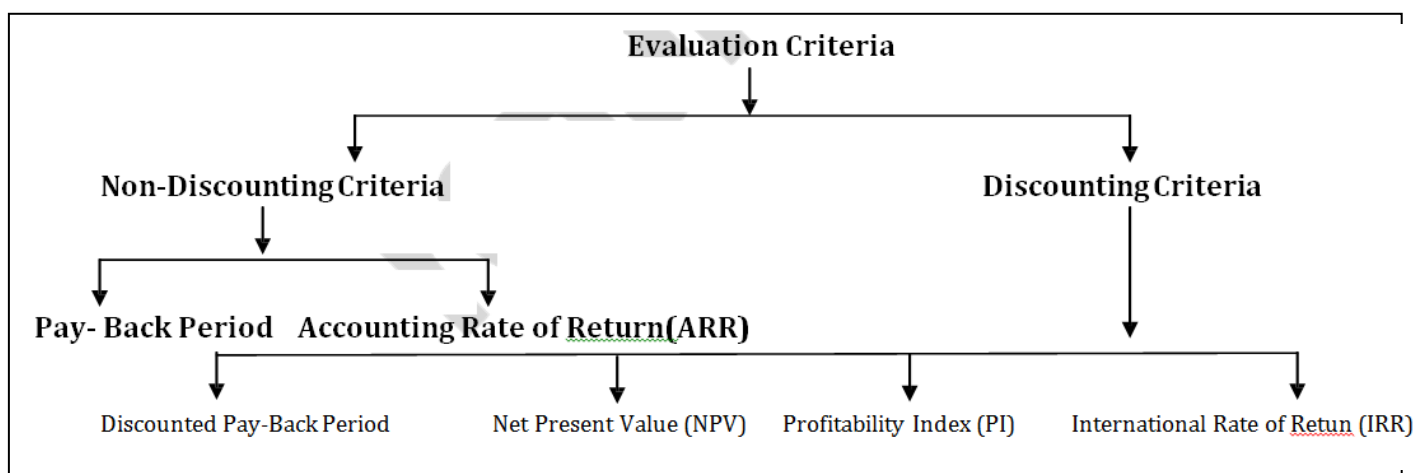 Evaluation Criteria
Non-Discounting Criteria Discounting Criteria
Pay- Back Period Accounting Rate of Return(ARR)
Discounted Pay-Back Period Net Present Value (NPV) Profitability Index (PI) International Rate of Retun (IRR)